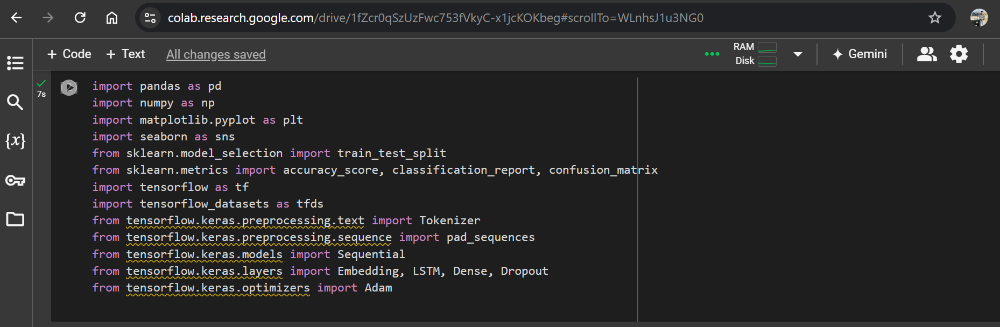 colab.research.google.com/drive/1fZcr0qSzUzFwc753fVkyC-x1jcKOKbeg#scrollTo=WLnhsJ1u3NG0
+ Code + Text All changes saved
RAM
Disk
Gemini
7s
{x}
import pandas as pd
import numpy as np
import matplotlib.pyplot as plt
import seaborn as sns
from sklearn.model_selection import train_test_split
from sklearn.metrics import accuracy_score, classification_report, confusion_matrix
import tensorflow as tf
import tensorflow_datasets as tfds
from tensorflow.keras.preprocessing.text import Tokenizer
from tensorflow.keras.preprocessing.sequence import pad_sequences
from tensorflow.keras.models import Sequential
from tensorflow.keras.layers import Embedding, LSTM, Dense, Dropout
from tensorflow.keras.optimizers import Adam